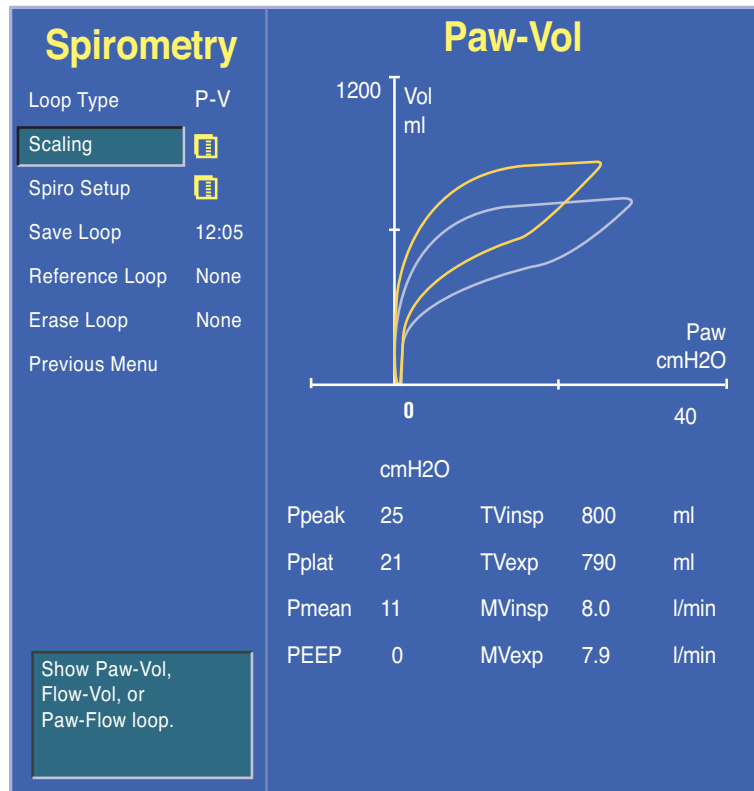 Spirometry
Loop Type P-V
Scaling
Spiro Setup
Save Loop 12:05
Reference Loop None
Erase Loop None
Previous Menu
Show Paw-Vol,
Flow-Vol, or
Paw-Flow loop.
Paw-Vol
1200 Vol
ml
Paw
cmH2O
0 40
cmH2O
Ppeak 25 TVinsp 800 ml
Pplat 21 TVexp 790 ml
Pmean 11 MVinsp 8.0 l/min
PEEP 0 MVexp 7.9 l/min